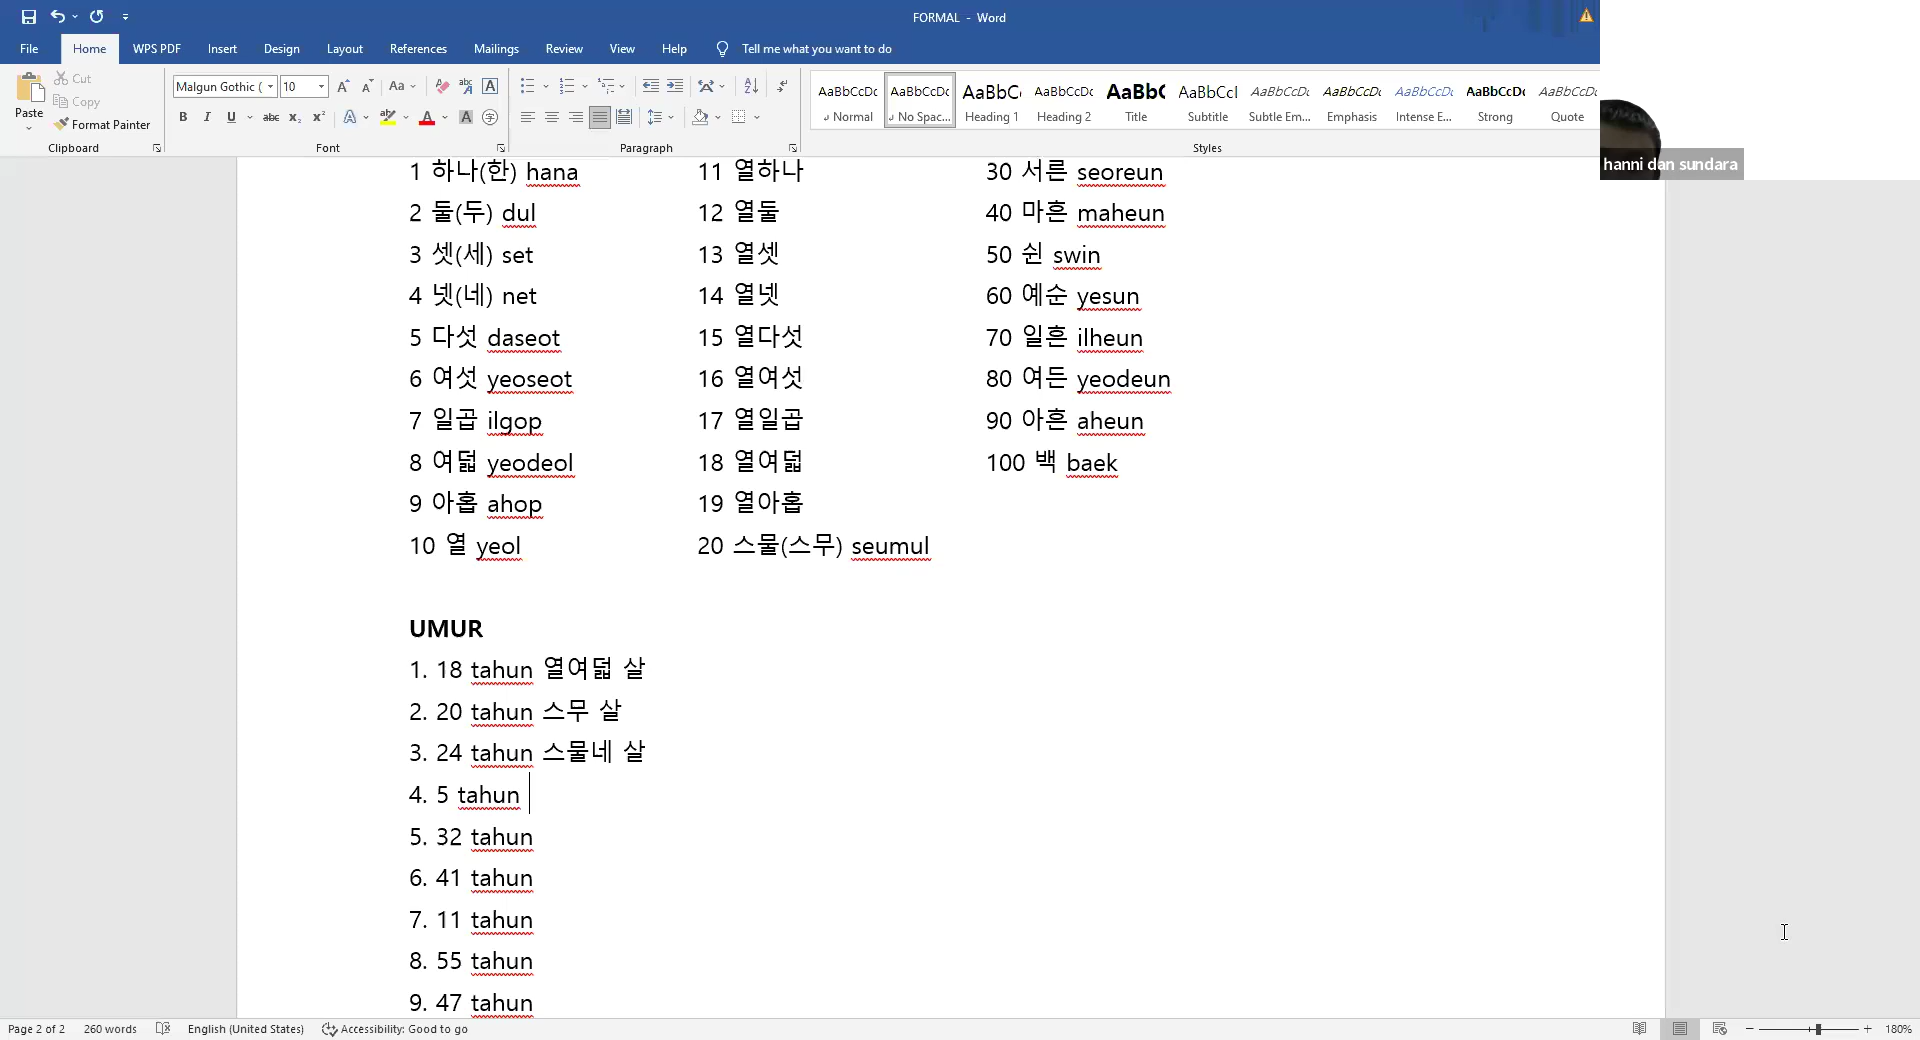 FORMAL - Word
File Home WPS PDF Insert Design Layout References Mailings Review View Help Tell me what you want to do
Paste
Cut
Copy
Format Painter
Clipboard
Malgun Gothic ( 10
Font
Paragraph
AaBbCcDc Normal
AaBbCcDc No Spac...
AaBbC Heading 1
AaBbCcDc Heading 2
AaBbC Title
AaBbCcl Subtitle
AaBbCcDc Subtle Em...
AaBbCcDc Emphasis
AaBbCcDc Intense E...
AaBbCcDc Strong
AaBbCcDc Quote
Styles
hanni dan sundara
1 하나(한) hana
2 둘(두) dul
3 셋(세) set
4 넷(네) net
5 다섯 daseot
6 여섯 yeoseot
7 일곱 ilgop
8 여덟 yeodeol
9 아홉 ahop
10 열 yeol
11 열하나
12 열둘
13 열셋
14 열넷
15 열다섯
16 열여섯
17 열일곱
18 열여덟
19 열아홉
20 스물(스무) seumul
30 서른 seoreun
40 마흔 maheun
50 쉰 swin
60 예순 yesun
70 일흔 ilheun
80 여든 yeodeun
90 아흔 aheun
100 백 baek
UMUR
1. 18 tahun 열여덟 살
2. 20 tahun 스무 살
3. 24 tahun 스물네 살
4. 5 tahun
5. 32 tahun
6. 41 tahun
7. 11 tahun
8. 55 tahun
9. 47 tahun
Page 2 of 2 260 words English (United States) Accessibility: Good to go 180%